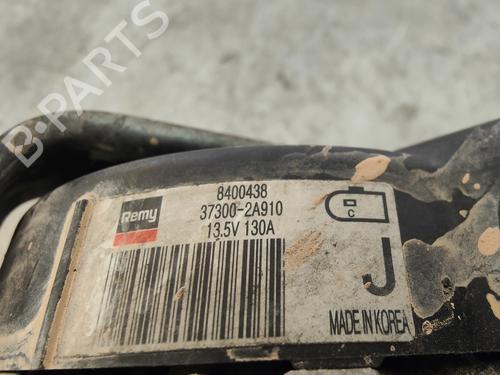 B-PARTS
Remy
8400438
37300-2A910
13,5V 130A
C
J
MADE IN KOREA